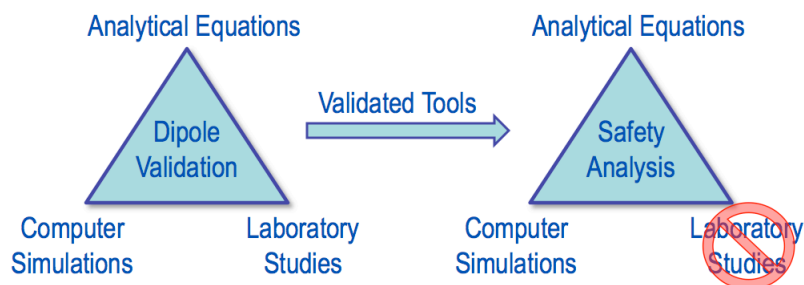 Analytical Equations
Dipole
Validation
Computer
Simulations
Laboratory
Studies
Validated Tools
Analytical Equations
Safety
Analysis
Computer
Simulations
Laboratory
Studies